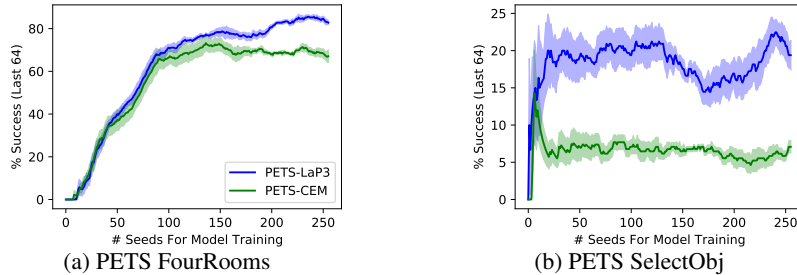 80
60
40
20
0
% Success (Last 64)
PETS-LaP3
PETS-CEM
0 50 100 150 200 250
# Seeds For Model Training
(a) PETS FourRooms
25
20
15
10
5
0
% Success (Last 64)
0 50 100 150 200 250
# Seeds For Model Training
(b) PETS SelectObj